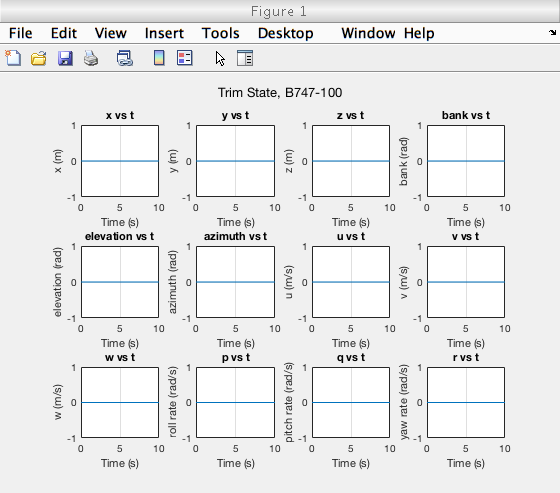 Figure 1
File Edit View Insert Tools Desktop Window Help
Trim State, B747-100
x vs t y vs t z vs t bank vs t
1 1 1 1
x (m) 0 y (m) 0 z (m) 0 bank (rad) 0
-1 -1 -1 -1
0 5 10 0 5 10 0 5 10 0 5 10
Time (s) Time (s) Time (s) Time (s)
elevation vs t azimuth vs t u vs t v vs t
1 1 1 1
elevation (rad) 0 azimuth (rad) 0 u (m/s) 0 v (m/s) 0
-1 -1 -1 -1
0 5 10 0 5 10 0 5 10 0 5 10
Time (s) Time (s) Time (s) Time (s)
w vs t p vs t q vs t r vs t
1 1 1 1
w (m/s) 0 roll rate (rad/s) 0 pitch rate (rad/s) 0 yaw rate (rad/s) 0
-1 -1 -1 -1
0 5 10 0 5 10 0 5 10 0 5 10
Time (s) Time (s) Time (s) Time (s)